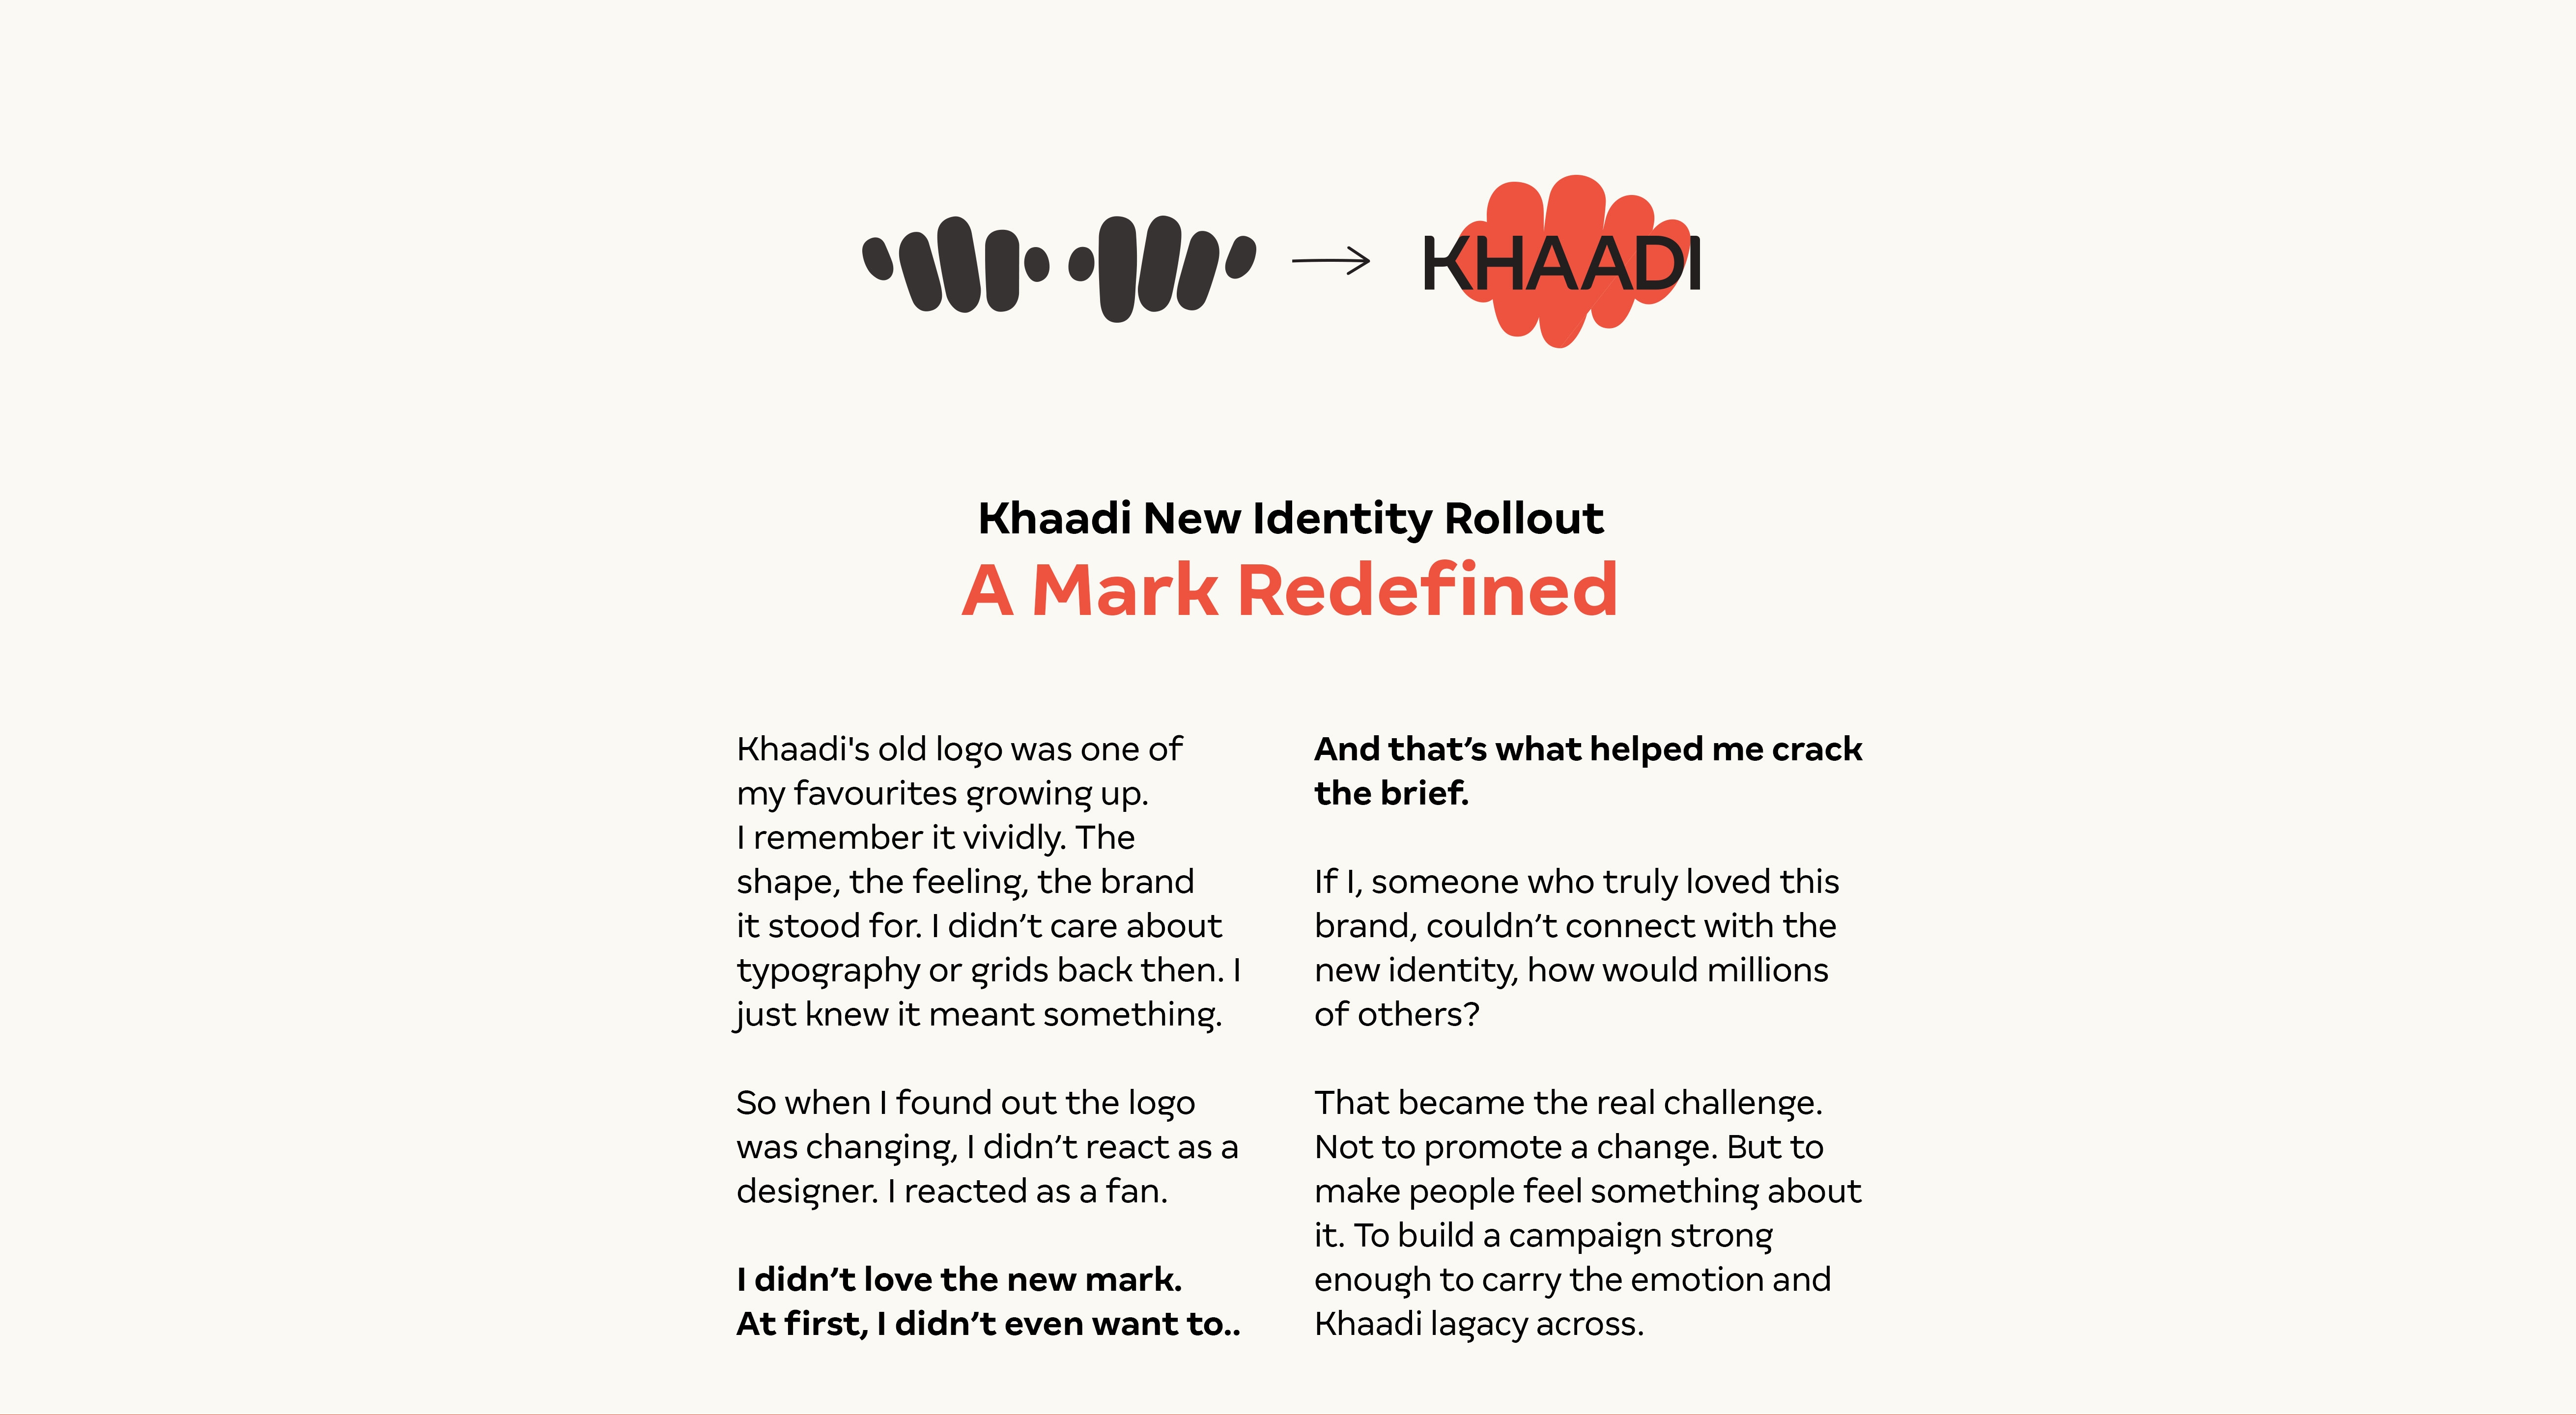 KHAADI
Khaadi New Identity Rollout
A Mark Redefined
Khaadi's old logo was one of
my favourites growing up.
I remember it vividly. The
shape, the feeling, the brand
it stood for. I didn’t care about
typography or grids back then. I
just knew it meant something.
So when I found out the logo
was changing, I didn’t react as a
designer. I reacted as a fan.
I didn’t love the new mark.
At first, I didn’t even want to..
And that’s what helped me crack
the brief.
If I, someone who truly loved this
brand, couldn’t connect with the
new identity, how would millions
of others?
That became the real challenge.
Not to promote a change. But to
make people feel something about
it. To build a campaign strong
enough to carry the emotion and
Khaadi lagacy across.